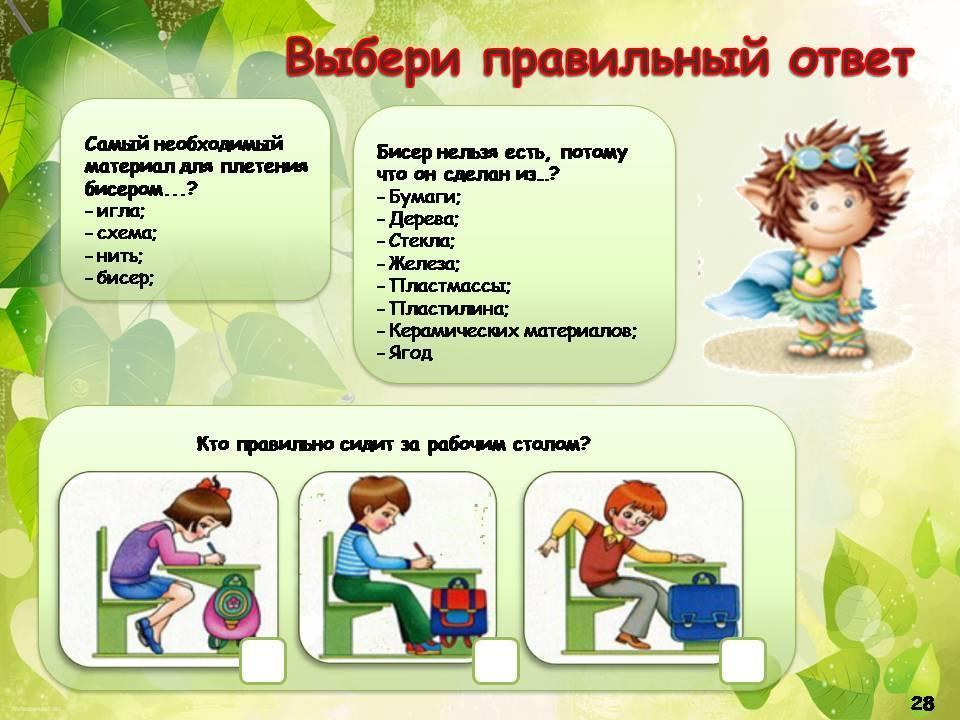 Выбери правильный ответ
Самый необходимый
материал для плетения
бисером...?
– игла;
– схема;
– нить;
– бисер;
Бисер нельзя есть, потому
что он сделан из...?
– Бумаги;
– Дерева;
– Стекла;
– Железа;
– Пластмассы;
– Пластилина;
– Керамических материалов;
– Ягод
Кто правильно сидит за рабочим столом?
28